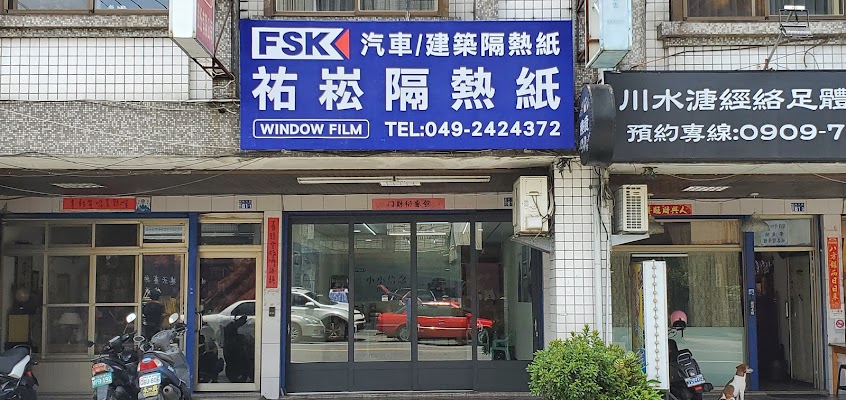 FSK 汽車/建築隔熱紙
祐崧隔熱紙
WINDOW FILM TEL:049-2424372
川水溏經絡足體
預約專線:0909-7